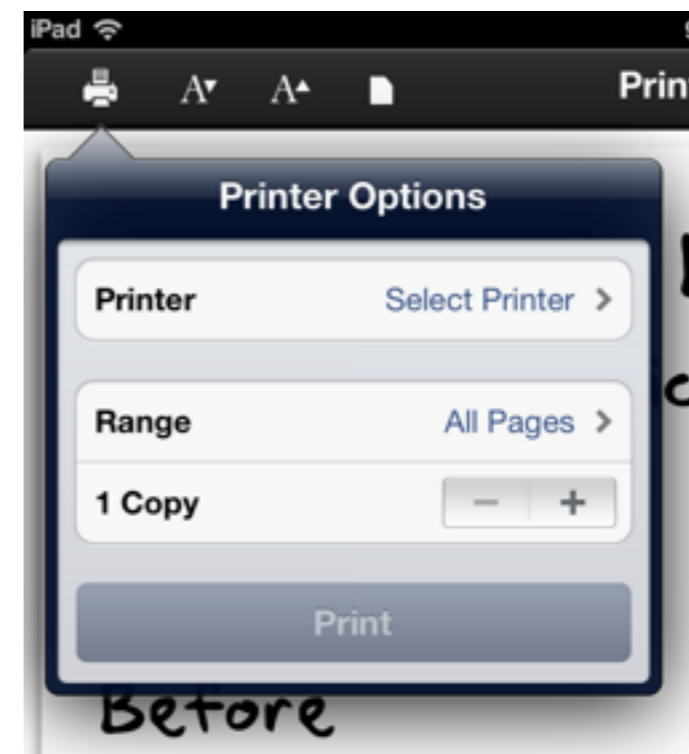 iPad
A A
Prin
Printer Options
Printer Select Printer
Range All Pages
1 Copy
Print
Before